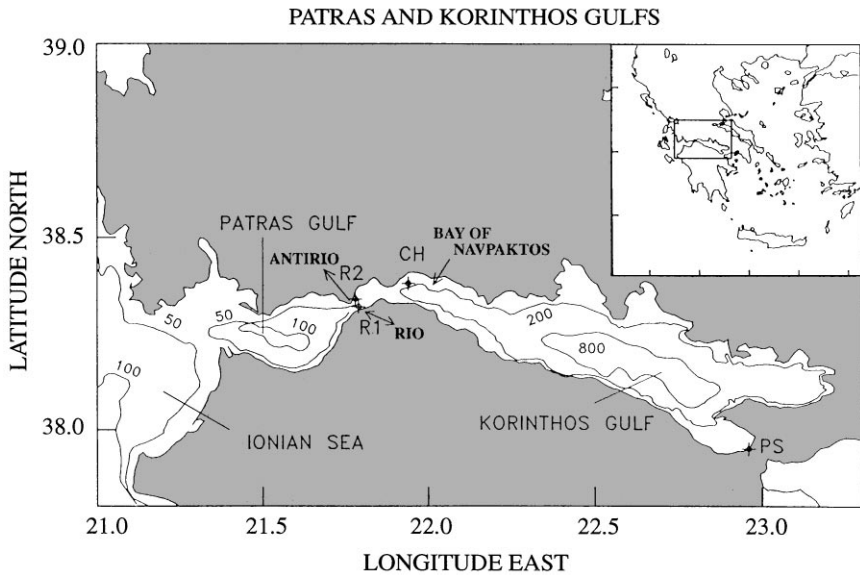 PATRAS AND KORINTHOS GULFS
39.0
38.5
38.0
LATITUDE NORTH
PATRAS GULF
ANTIRIO
R2
CH
BAY OF
NAVPAKTOS
50
50
100
100
R1
RIO
200
800
IONIAN SEA
KORINTHOS GULF
PS
21.0
21.5
22.0
22.5
23.0
LONGITUDE EAST